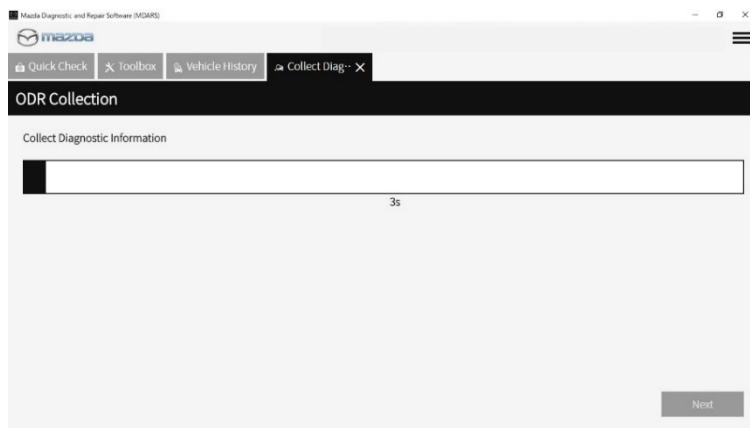 Mazda Diagnostic and Repair Software (MDARS)
mazda
Quick Check Toolbox Vehicle History Collect Diag··
ODR Collection
Collect Diagnostic Information
3s
Next